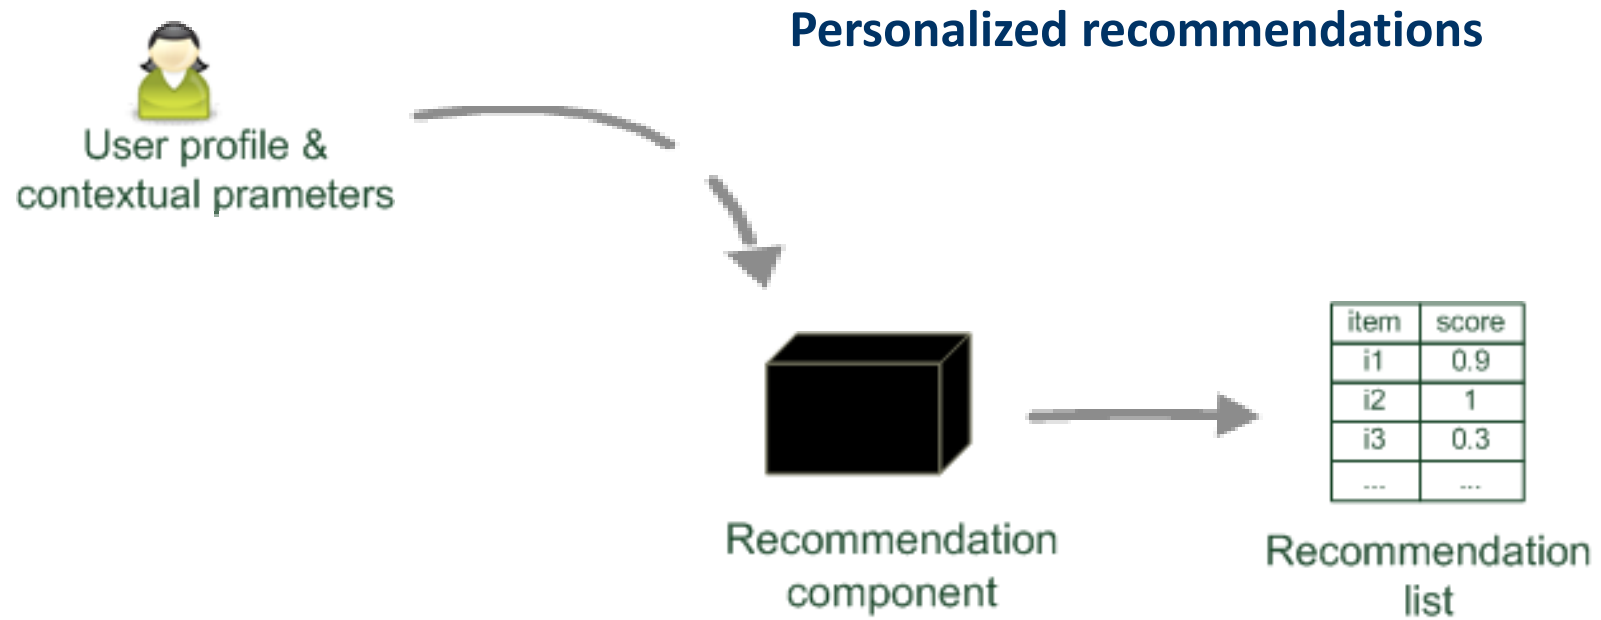 Personalized recommendations
User profile &
contextual prameters
item score
i1 0.9
i2 1
i3 0.3
... ...
Recommendation
component
Recommendation
list